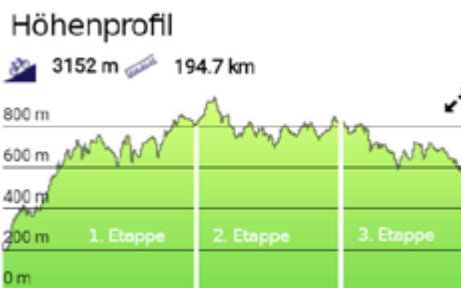 Höhenprofil
3152 m 194.7 km
800 m
600 m
400 m
200 m 1. Etappe 2. Etappe 3. Etappe
0 m